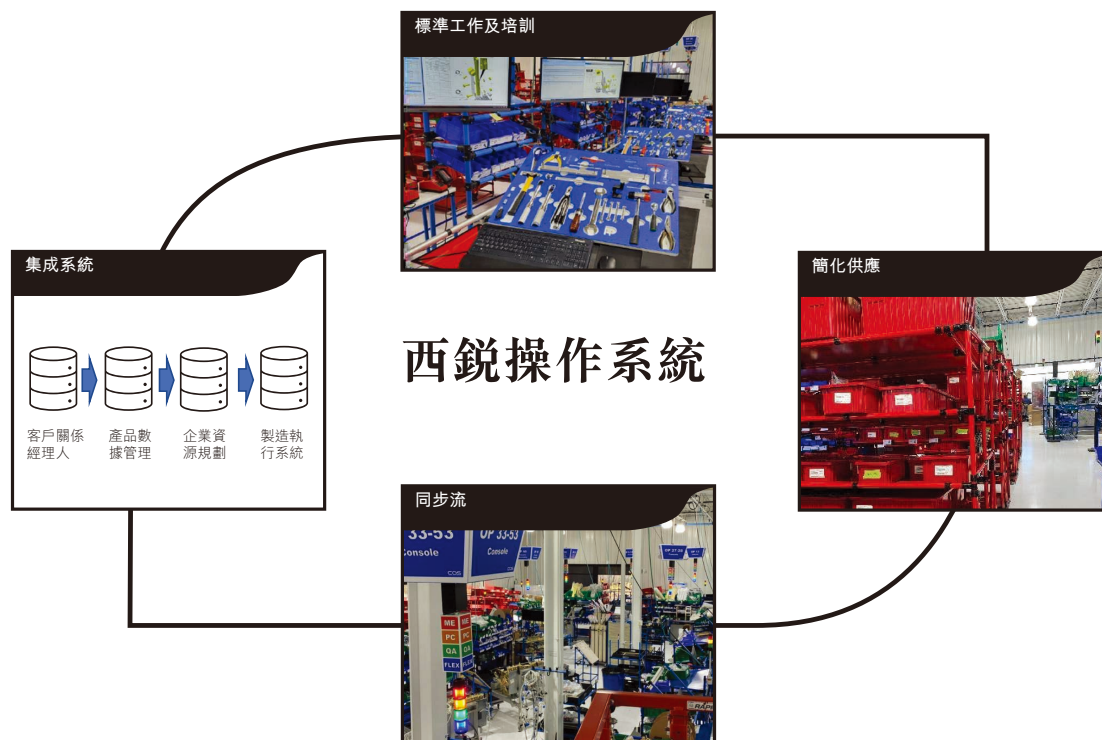 標準工作及培訓
集成系統
客戶關係
經理人
產品數
據管理
企業資
源規劃
製造執
行系統
西鋭操作系統
簡化供應
同步流
33-53
Console
OP 33-53
Console
COS
ME ME
PC PC
QA QA
FLEX FLEX